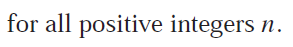 for all positive integers n.